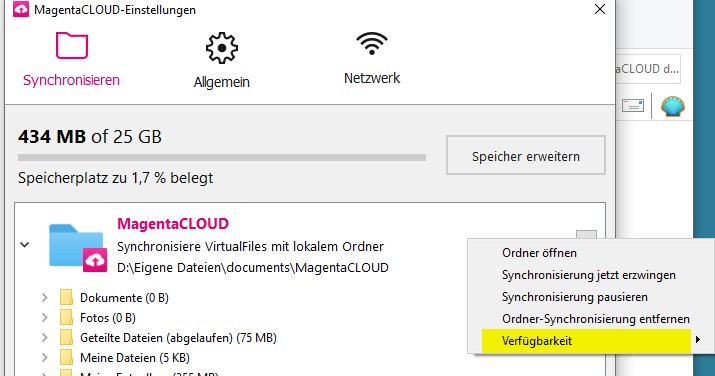 MagentaCLOUD-Einstellungen
Synchronisieren
Allgemein
Netzwerk
aCLOUD d...
434 MB of 25 GB
Speicher erweitern
Speicherplatz zu 1,7 % belegt
MagentaCLOUD
Synchronisiere VirtualFiles mit lokalem Ordner
D:\Eigene Dateien\documents\MagentaCLOUD
Dokumente (0 B)
Fotos (0 B)
Geteilte Dateien (abgelaufen) (75 MB)
Meine Dateien (5 KB)
Ordner öffnen
Synchronisierung jetzt erzwingen
Synchronisierung pausieren
Ordner-Synchronisierung entfernen
Verfügbarkeit